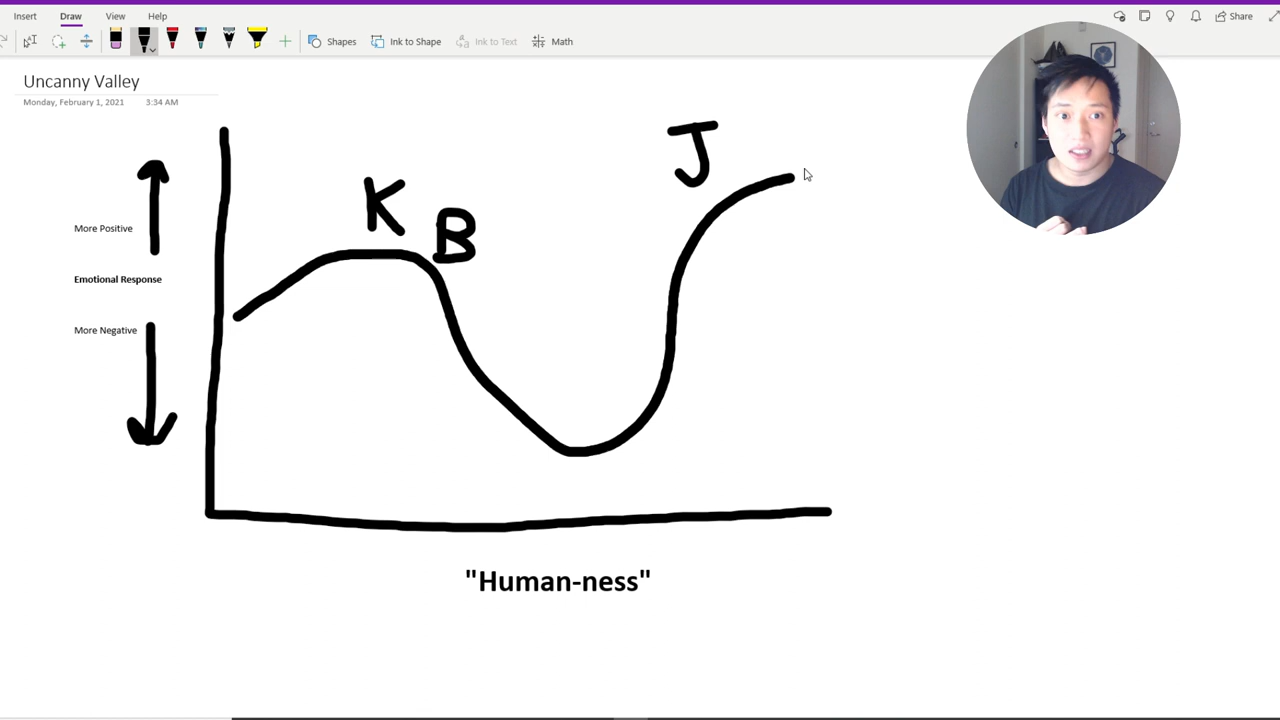 Insert Draw View Help Share
Shapes Ink to Shape Ink to Text Math
Uncanny Valley
Monday, February 1, 2021 3:34 AM
J
K
B
More Positive
Emotional Response
More Negative
"Human-ness"